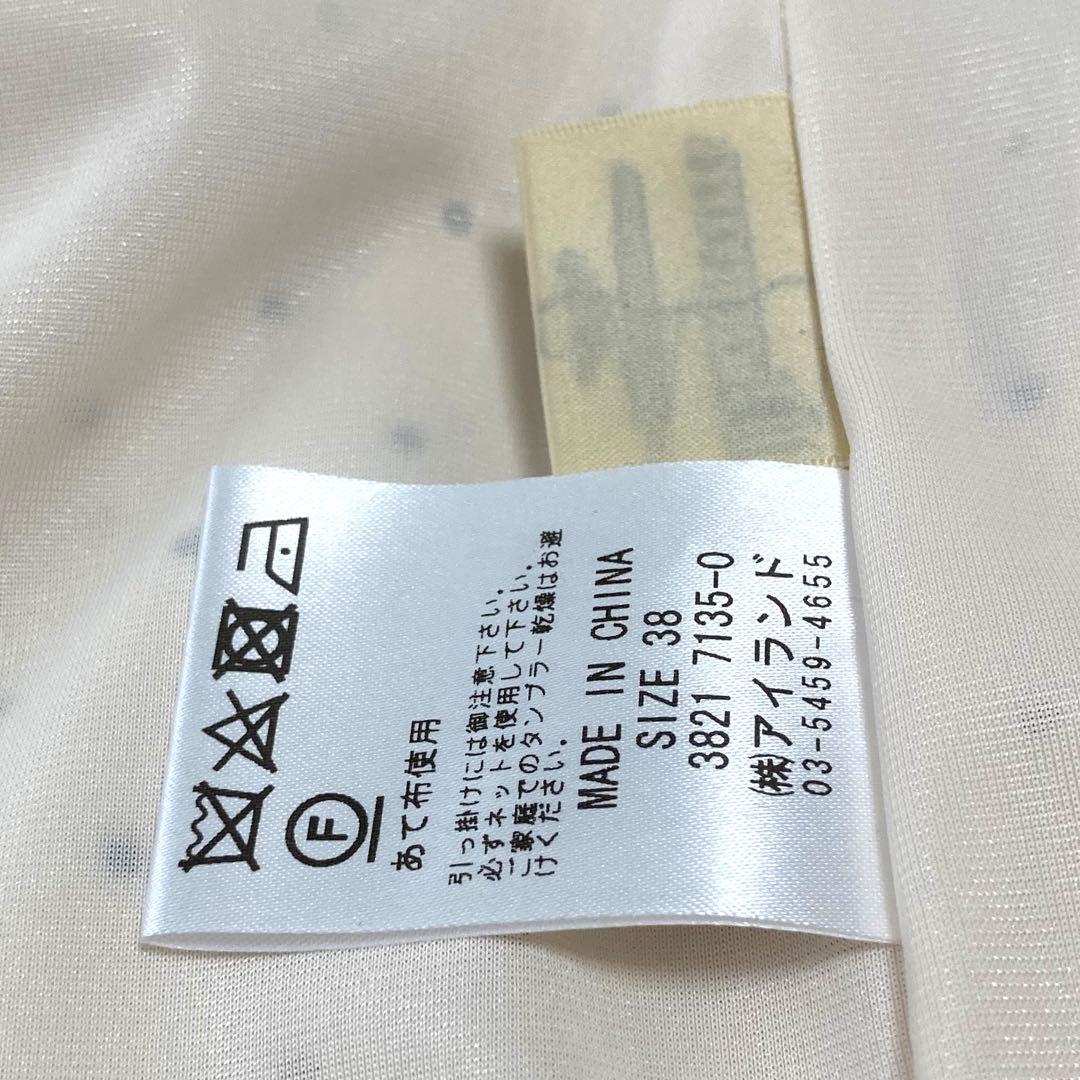 F
あて布使用
引っ掛けには御注意下さい.
必ずネットを使用して下さい.
ご家庭でのタンブラー乾燥はお避
けください.
MADE IN CHINA
SIZE 38
3821 7135-0
(株)アイランド
03-5459-4655